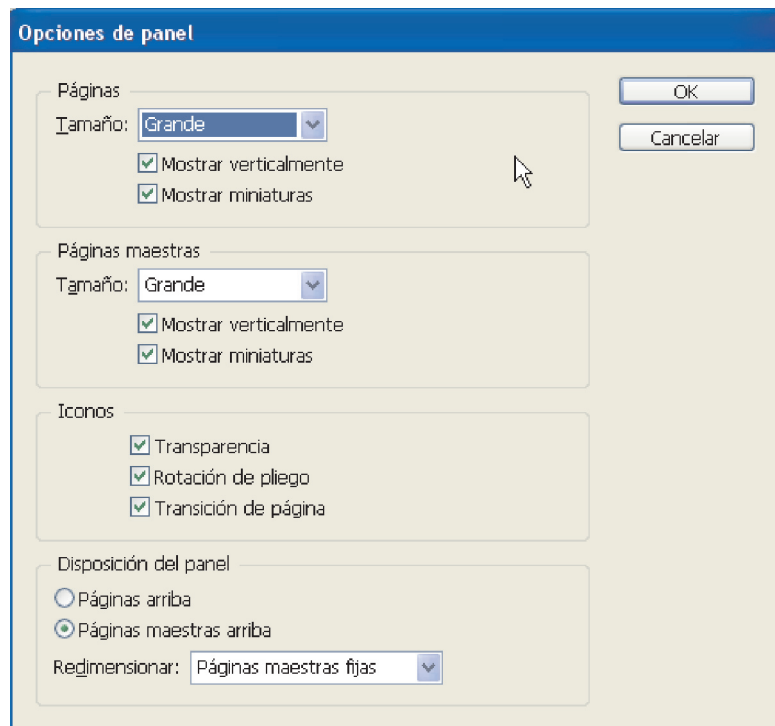 Opciones de panel
Páginas
Tamaño: Grande
Mostrar verticalmente
Mostrar miniaturas
Páginas maestras
Tamaño: Grande
Mostrar verticalmente
Mostrar miniaturas
Iconos
Transparencia
Rotación de pliego
Transición de página
Disposición del panel
Páginas arriba
Páginas maestras arriba
Redimensionar: Páginas maestras fijas
OK
Cancelar